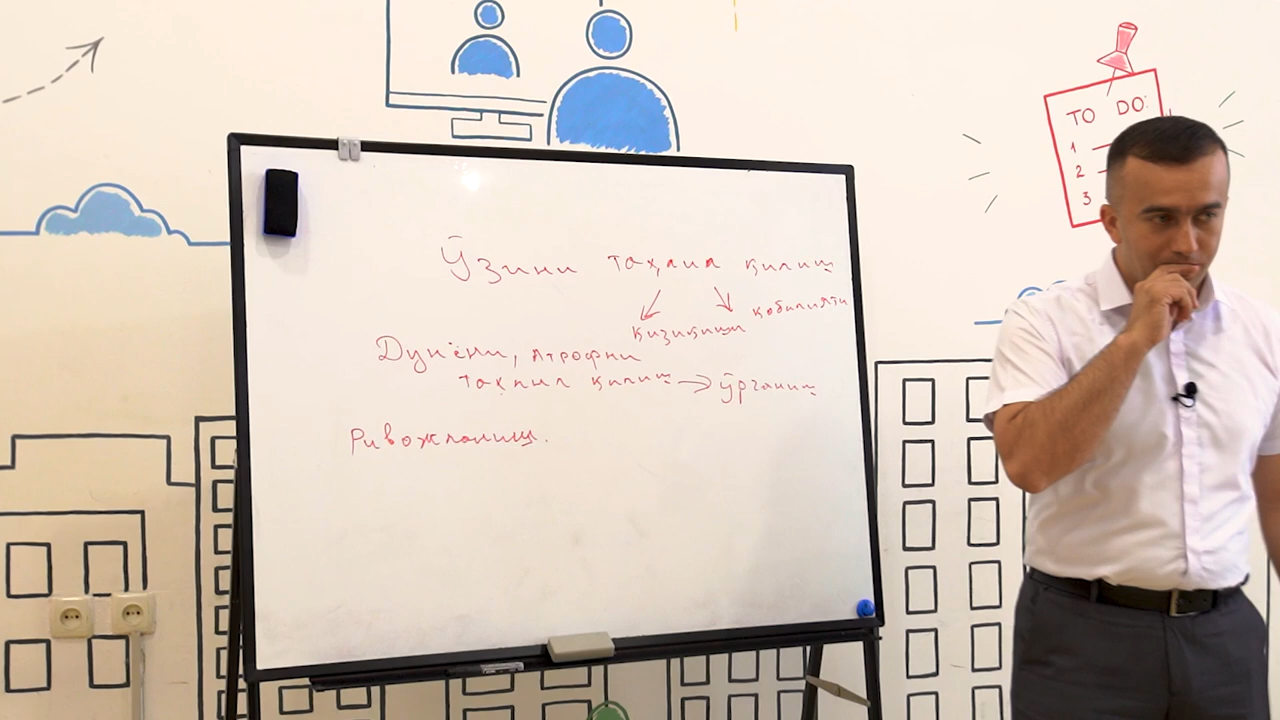 TO DO:
1
2
3
Ўзини таҳлил қилиш
қизиқиши қобилияти
Дунёни, атрофни
таҳлил қилиш → ўрганиш
Ривожланиш.